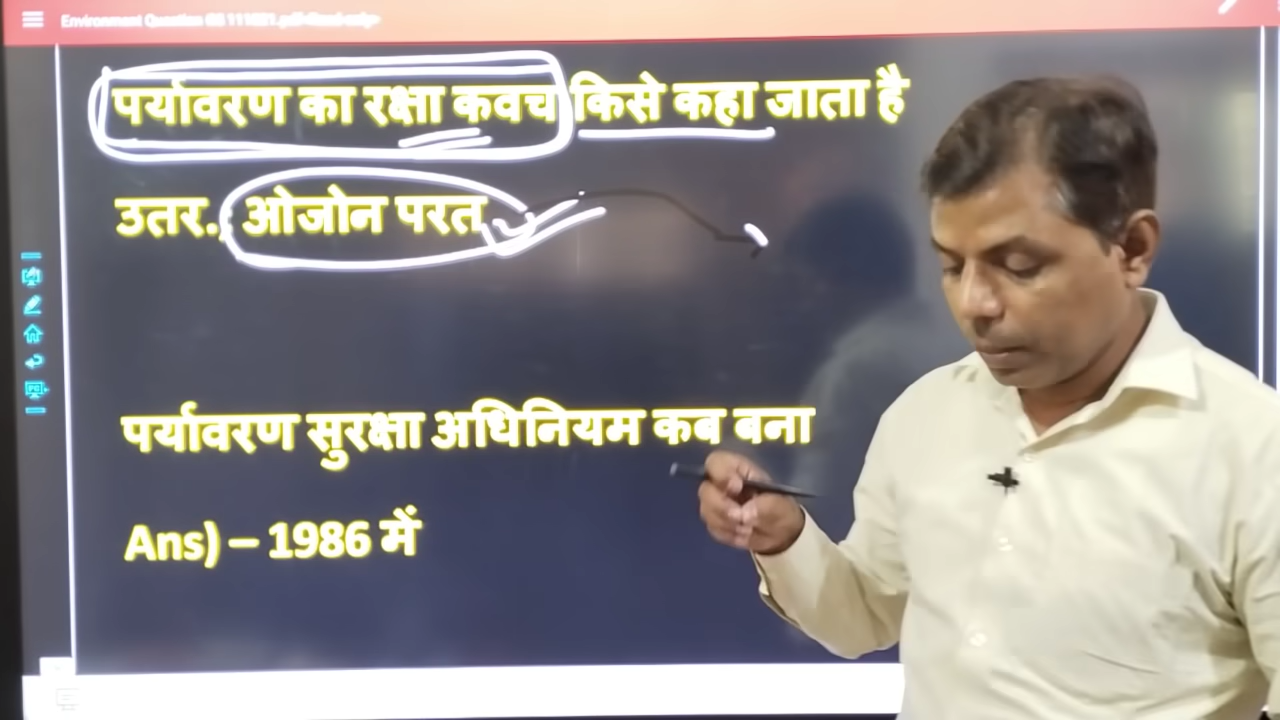 पर्यावरण का रक्षा कवच किसे कहा जाता है
उतर., ओजोन परत
पर्यावरण सुरक्षा अधिनियम कब बना
Ans) – 1986 में